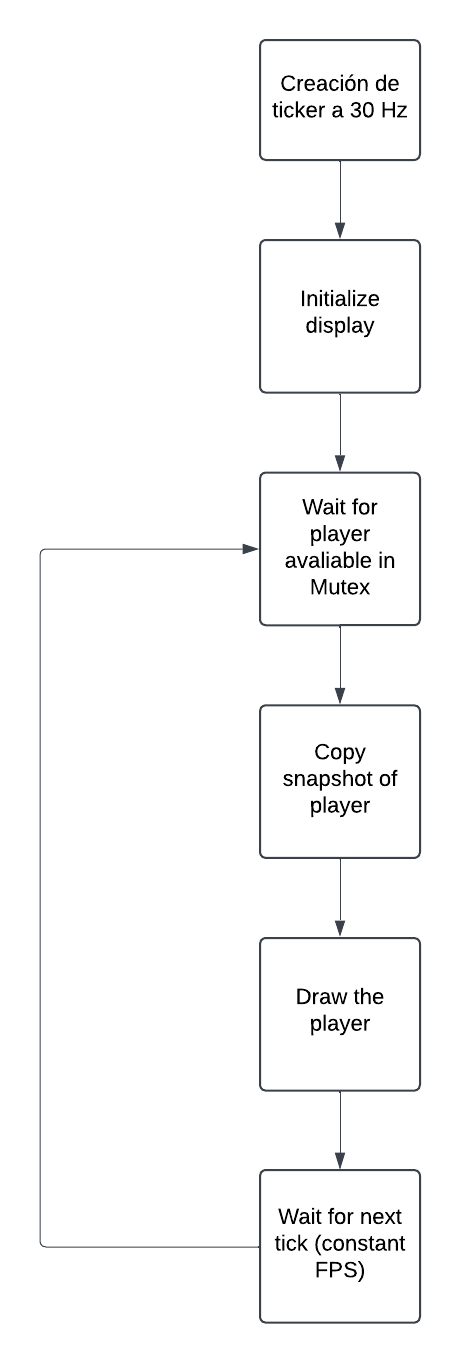 Creación de
ticker a 30 Hz
Initialize
display
Wait for
player
avaliable in
Mutex
Copy
snapshot of
player
Draw the
player
Wait for next
tick (constant
FPS)